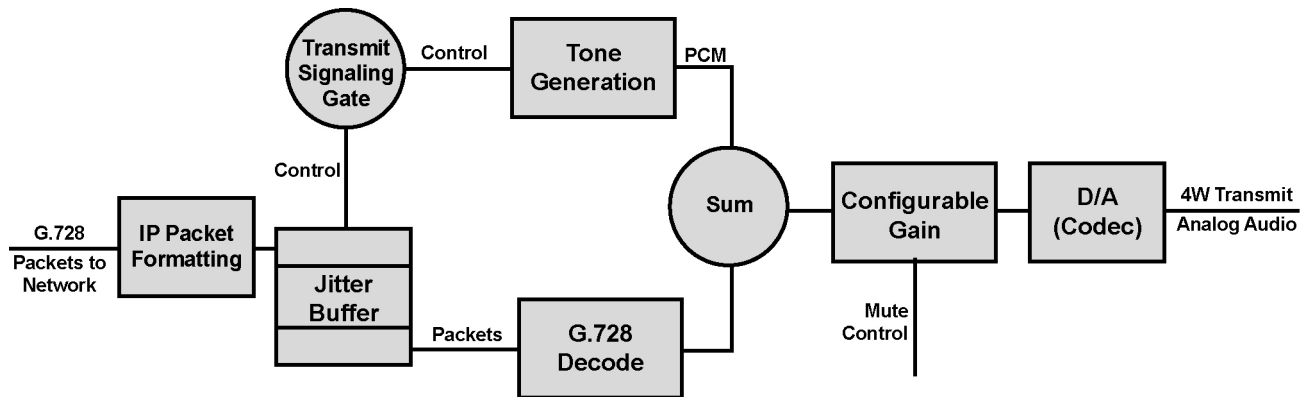 Transmit
Signaling
Gate
Control
Tone
Generation
PCM
Control
Sum
Configurable
Gain
D/A
(Codec)
4W Transmit
Analog Audio
G.728
Packets to
Network
IP Packet
Formatting
Jitter
Buffer
Packets
G.728
Decode
Mute
Control